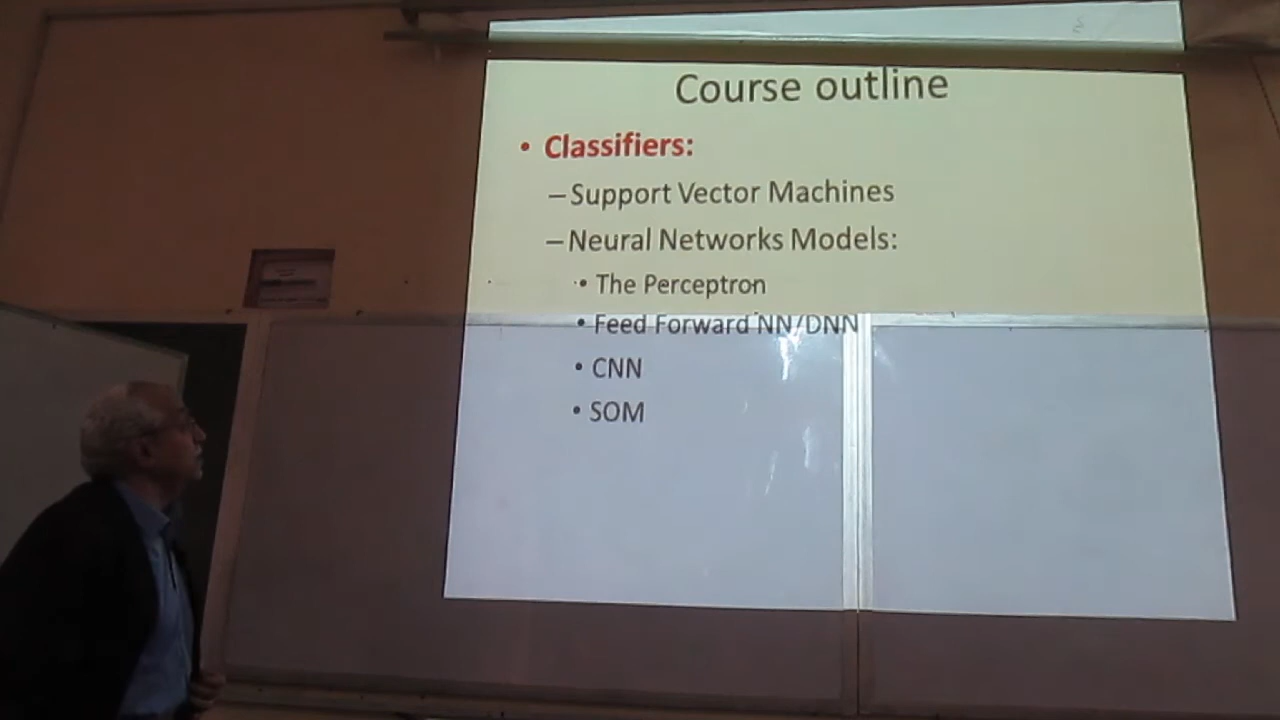 Course outline
• Classifiers:
– Support Vector Machines
– Neural Networks Models:
• The Perceptron
• Feed Forward NN/DNN
• CNN
• SOM